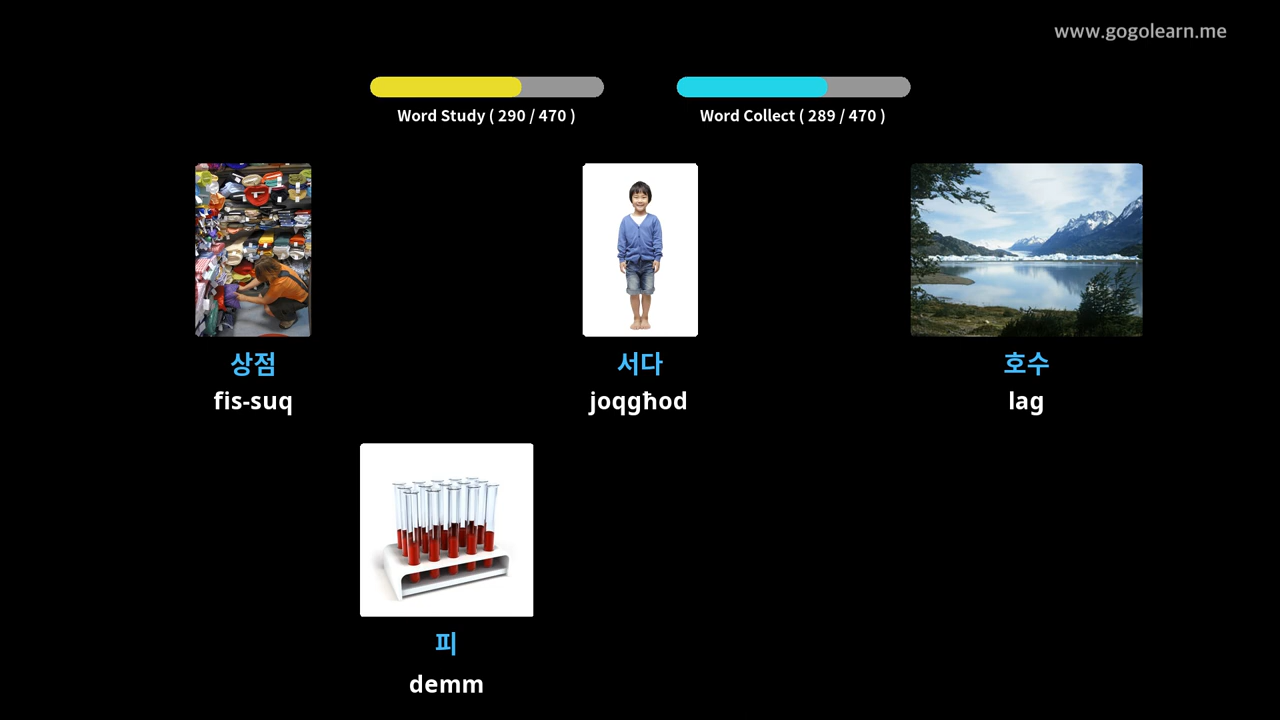 www.gogolearn.me
Word Study ( 290 / 470 )
Word Collect ( 289 / 470 )
상점
fis-suq
서다
joqgħod
호수
lag
피
demm